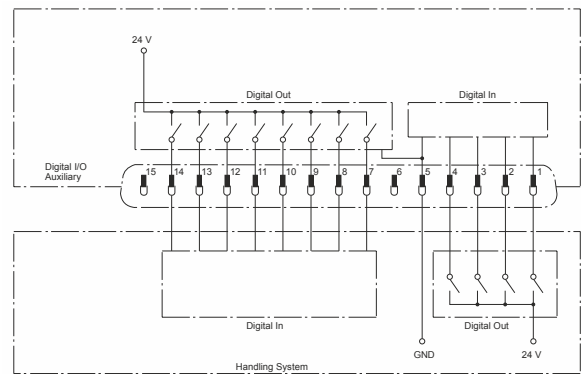 24 V
Digital Out
Digital In
Digital I/O
Auxiliary
15 14 13 12 11 10 9 8 7 6 5 4 3 2 1
Digital In
Digital Out
GND
24 V
Handling System